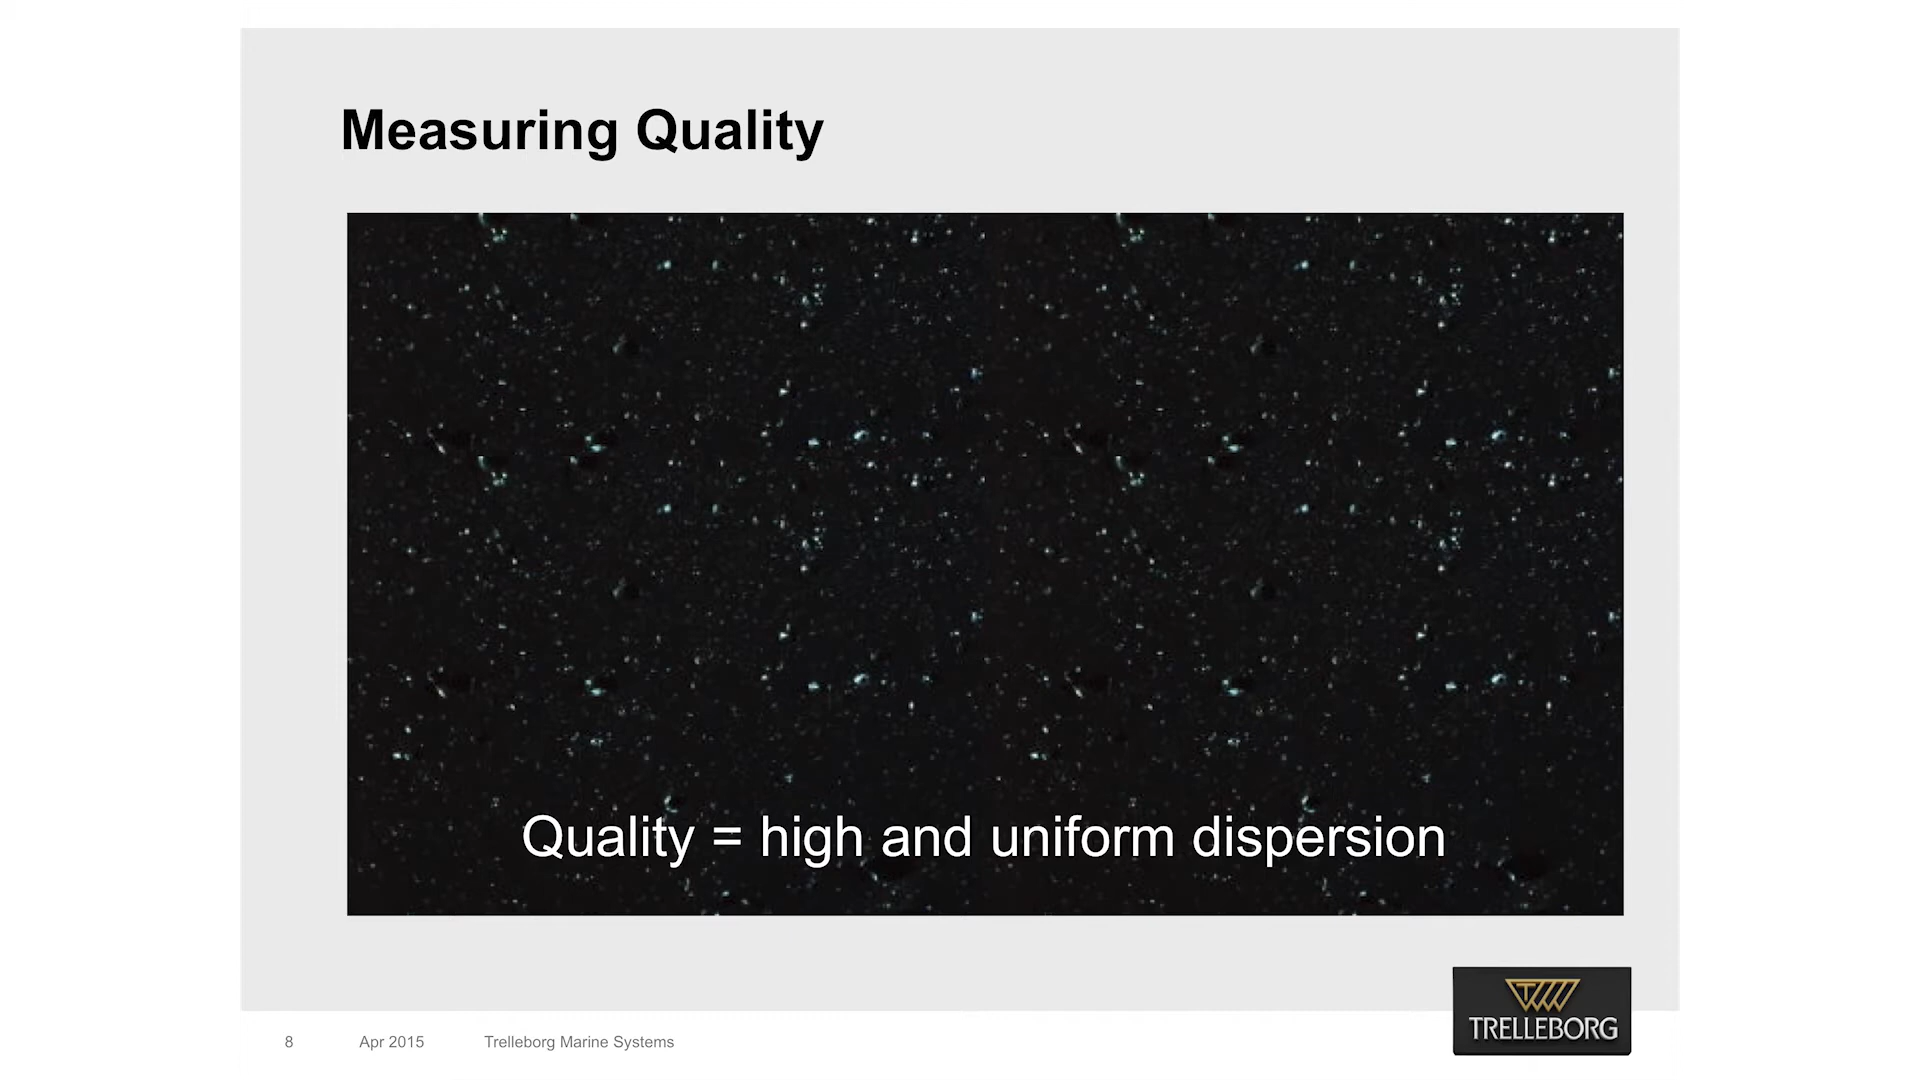 Measuring Quality
Quality = high and uniform dispersion
TRELLEBORG
8 Apr 2015 Trelleborg Marine Systems